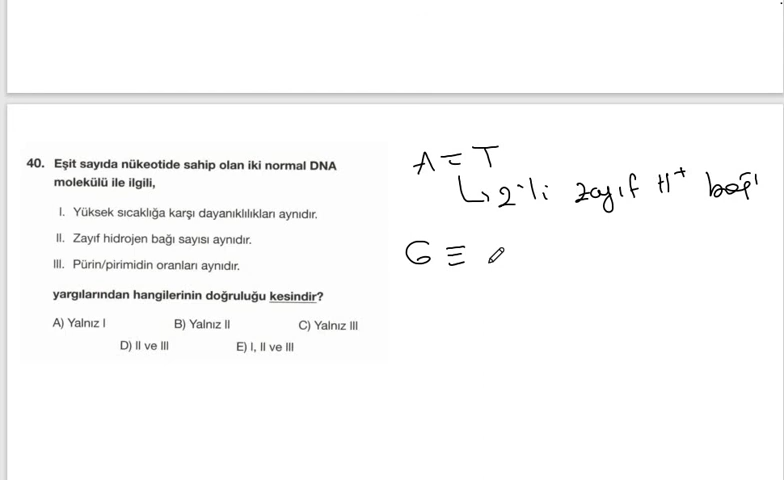 40. Eşit sayıda nükeotide sahip olan iki normal DNA
molekülü ile ilgili,
I. Yüksek sıcaklığa karşı dayanıklılıkları aynıdır.
II. Zayıf hidrojen bağı sayısı aynıdır.
III. Pürin/pirimidin oranları aynıdır.
yargılarından hangilerinin doğruluğu kesindir?
A) Yalnız I B) Yalnız II C) Yalnız III
D) II ve III E) I, II ve III
A = T
↳ 2'li zayıf H+ bağı
G ≡